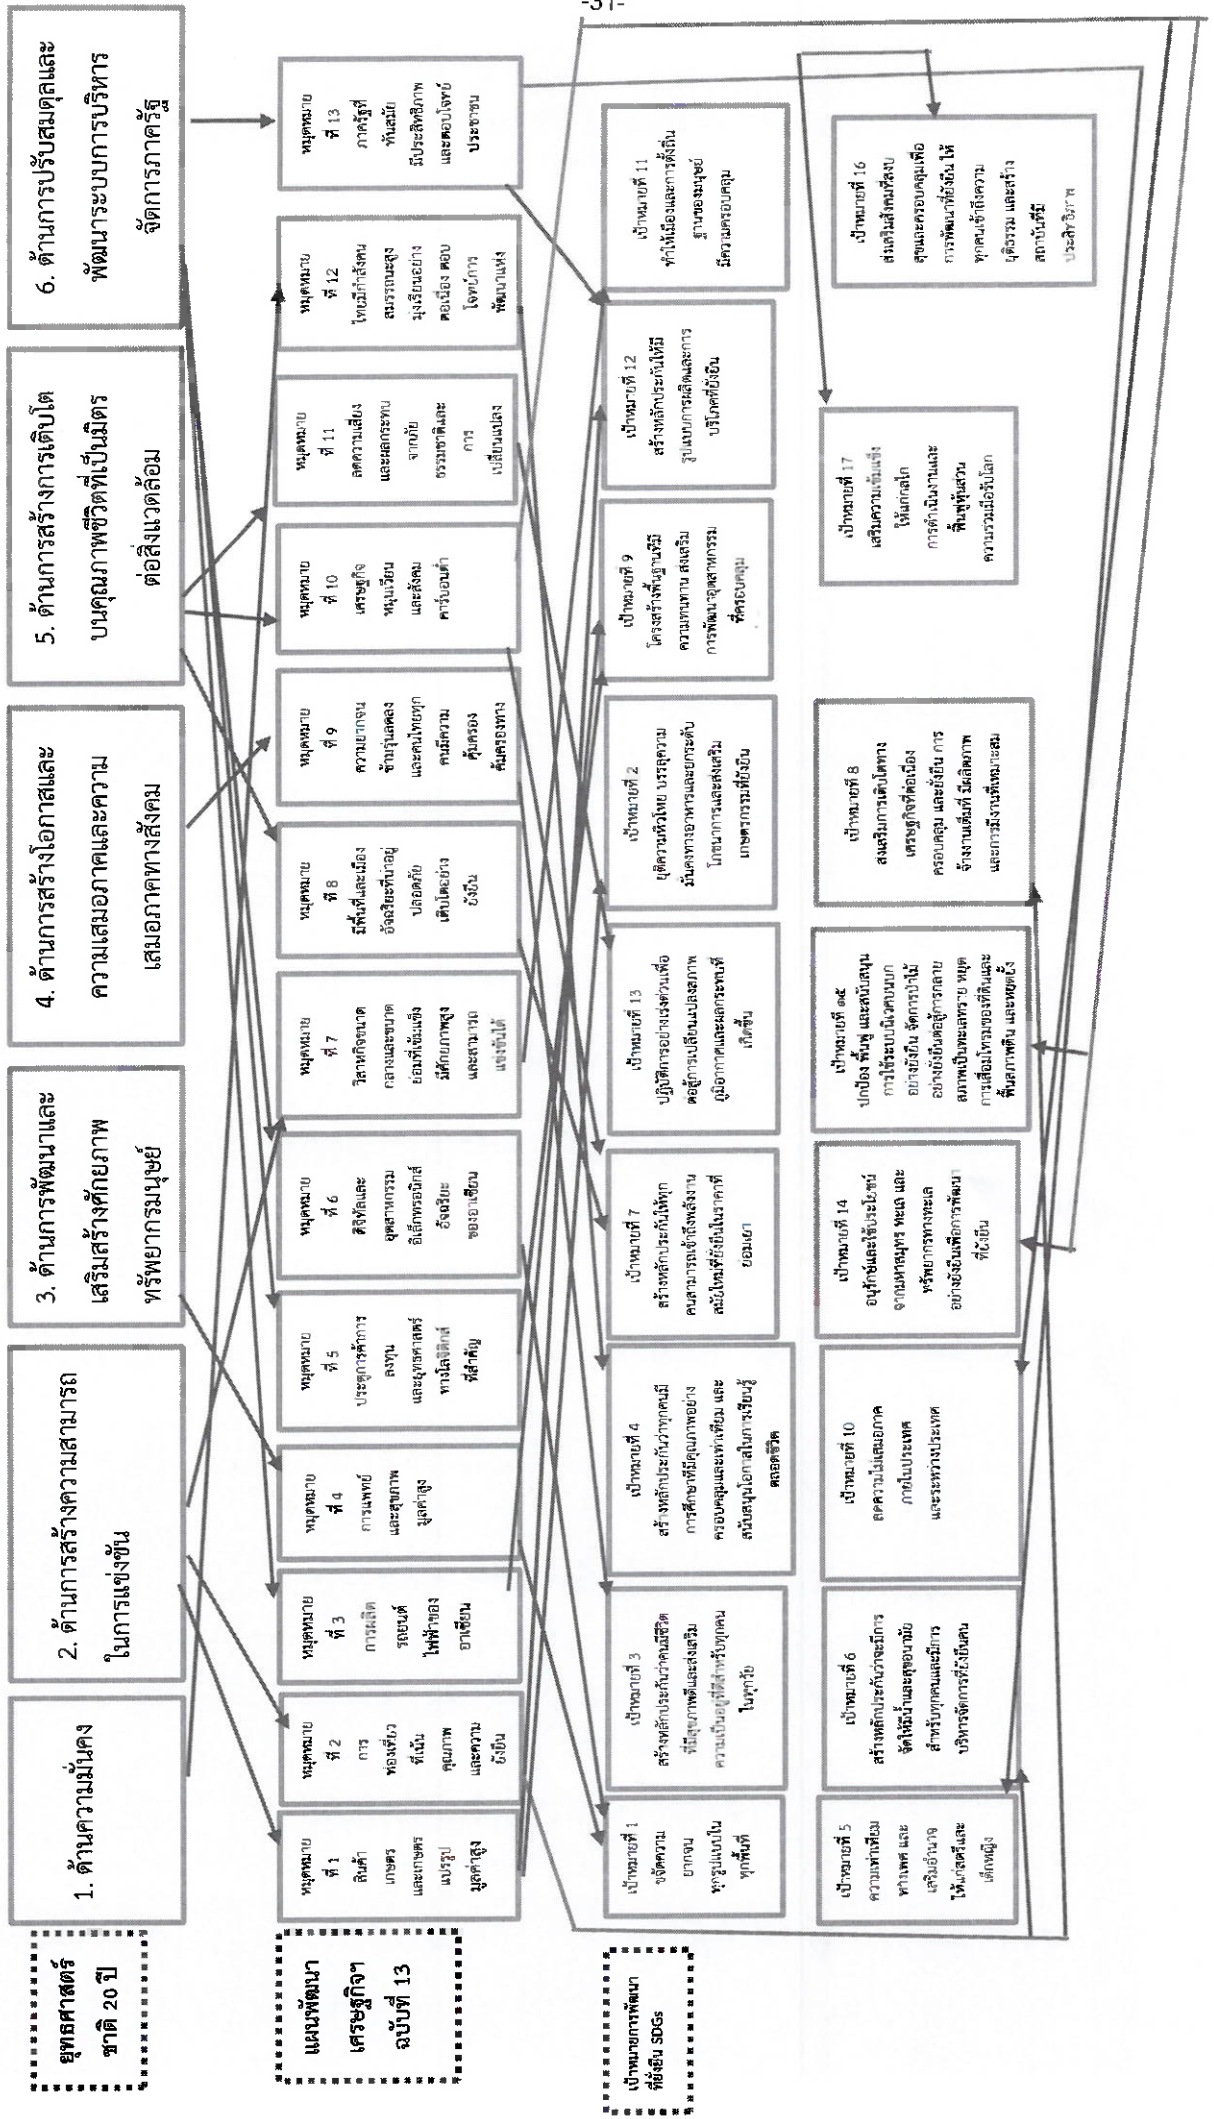 -31-
ยุทธศาสตร์
ชาติ 20 ปี
1. ด้านความมั่นคง
2. ด้านการสร้างความสามารถ
ในการแข่งขัน
3. ด้านการพัฒนาและ
เสริมสร้างศักยภาพ
ทรัพยากรมนุษย์
4. ด้านการสร้างโอกาสและ
ความเสมอภาคและความ
เสมอภาคทางสังคม
5. ด้านการสร้างการเติบโต
บนคุณภาพชีวิตที่เป็นมิตร
ต่อสิ่งแวดล้อม
6. ด้านการปรับสมดุลและ
พัฒนาระบบการบริหาร
จัดการภาครัฐ
แผนพัฒนา
เศรษฐกิจฯ
ฉบับที่ 13
หมุดหมาย
ที่ 1
สินค้า
เกษตร
และเกษตร
แปรรูป
มูลค่าสูง
หมุดหมาย
ที่ 2
การ
ท่องเที่ยว
ที่เน้น
คุณภาพ
และความ
ยั่งยืน
หมุดหมาย
ที่ 3
การผลิต
รถยนต์
ไฟฟ้าของ
อาเซียน
หมุดหมาย
ที่ 4
การแพทย์
และสุขภาพ
มูลค่าสูง
หมุดหมาย
ที่ 5
ประตูการค้าการ
ลงทุน
และยุทธศาสตร์
ทางโลจิติกส์
ที่สำคัญ
หมุดหมาย
ที่ 6
ดิจิทัลและ
อุตสาหกรรม
อิเล็กทรอนิกส์
อัจฉริยะ
ของอาเซียน
หมุดหมาย
ที่ 7
วิสาหกิจขนาด
กลางและขนาด
ย่อมที่เข้มแข็ง
มีศักยภาพสูง
และสามารถ
แข่งขันได้
หมุดหมาย
ที่ 8
มีพื้นที่และเมือง
อัจฉริยะที่น่าอยู่
ปลอดภัย
เติบโตอย่าง
ยั่งยืน
หมุดหมาย
ที่ 9
ความยากจน
ข้ามรุ่นลดลง
และคนไทยทุก
คนมีความ
คุ้มครอง
คุ้มครองทาง
หมุดหมาย
ที่ 10
เศรษฐกิจ
หมุนเวียน
และสังคม
คาร์บอนต่ำ
หมุดหมาย
ที่ 11
ลดความเสี่ยง
และผลกระทบ
จากภัย
ธรรมชาติและ
การ
เปลี่ยนแปลง
หมุดหมาย
ที่ 12
ไทยมีกำลังคน
สมรรถนะสูง
มุ่งเรียนอย่าง
ต่อเนื่อง ตอบ
โจทย์การ
พัฒนาแห่ง
หมุดหมาย
ที่ 13
ภาครัฐที่
ทันสมัย
มีประสิทธิภาพ
และตอบโจทย์
ประชาชน
เป้าหมายการพัฒนา
ที่ยั่งยืน SDGs
เป้าหมายที่ 1
ขจัดความ
ยากจน
ทุกรูปแบบใน
ทุกพื้นที่
เป้าหมายที่ 3
สร้างหลักประกันว่าคนมีชีวิต
ที่มีสุขภาพดีและส่งเสริม
ความเป็นอยู่ที่ดีสำหรับทุกคน
ในทุกวัย
เป้าหมายที่ 4
สร้างหลักประกันว่าทุกคนมี
การศึกษาที่มีคุณภาพอย่าง
ครอบคลุมและเท่าเทียม และ
สนับสนุนโอกาสในการเรียนรู้
ตลอดชีวิต
เป้าหมายที่ 7
สร้างหลักประกันให้ทุก
คนสามารถเข้าถึงพลังงาน
สมัยใหม่ที่ยั่งยืนในราคาที่
ย่อมเยา
เป้าหมายที่ 13
ปฏิบัติการอย่างเร่งด่วนเพื่อ
ต่อสู้การเปลี่ยนแปลงสภาพ
ภูมิอากาศและผลกระทบที่
เกิดขึ้น
เป้าหมายที่ 2
ยุติความหิวโหย บรรลุความ
มั่นคงทางอาหารและยกระดับ
โภชนาการและส่งเสริม
เกษตรกรรมที่ยั่งยืน
เป้าหมายที่ 9
โครงสร้างพื้นฐานที่มี
ความทนทาน ส่งเสริม
การพัฒนาอุตสาหกรรม
ที่ครอบคลุม
เป้าหมายที่ 12
สร้างหลักประกันให้มี
รูปแบบการผลิตและการ
บริโภคที่ยั่งยืน
เป้าหมายที่ 11
ทำให้เมืองและการตั้งถิ่น
ฐานของมนุษย์
มีความครอบคลุม
เป้าหมายที่ 5
ความเท่าเทียม
ทางเพศ และ
เสริมอำนาจ
ให้แก่สตรีและ
เด็กหญิง
เป้าหมายที่ 6
สร้างหลักประกันว่าจะมีการ
จัดให้มีน้ำและสุขอนามัย
สำหรับทุกคนและมีการ
บริหารจัดการที่ยั่งยืนคน
เป้าหมายที่ 10
ลดความไม่เสมอภาค
ภายในประเทศ
และระหว่างประเทศ
เป้าหมายที่ 14
อนุรักษ์และใช้ประโยชน์
จากมหาสมุทร ทะเล และ
ทรัพยากรทางทะเล
อย่างยั่งยืนเพื่อการพัฒนา
ที่ยั่งยืน
เป้าหมายที่ ๑๕
ปกป้อง ฟื้นฟู และสนับสนุน
การใช้ระบบนิเวศบนบก
อย่างยั่งยืน จัดการป่าไม้
อย่างยั่งยืนต่อสู้การกลาย
สภาพเป็นทะเลทราย หยุด
การเสื่อมโทรมของที่ดินและ
ฟื้นสภาพดิน และหยุดยั้ง
เป้าหมายที่ 8
ส่งเสริมการเติบโตทาง
เศรษฐกิจที่ต่อเนื่อง
ครอบคลุม และยั่งยืน การ
จ้างงานเต็มที่ มีผลิตภาพ
และการมีงานที่เหมาะสม
เป้าหมายที่ 17
เสริมความเข้มแข็ง
ให้แก่กลไก
การดำเนินงานและ
ฟื้นฟูหุ้นส่วน
ความร่วมมือรับโลก
เป้าหมายที่ 16
ส่งเสริมสังคมที่สงบ
สุขและครอบคลุมเพื่อ
การพัฒนาที่ยั่งยืน ให้
ทุกคนเข้าถึงความ
ยุติธรรม และสร้าง
สถาบันที่มี
ประสิทธิภาพ